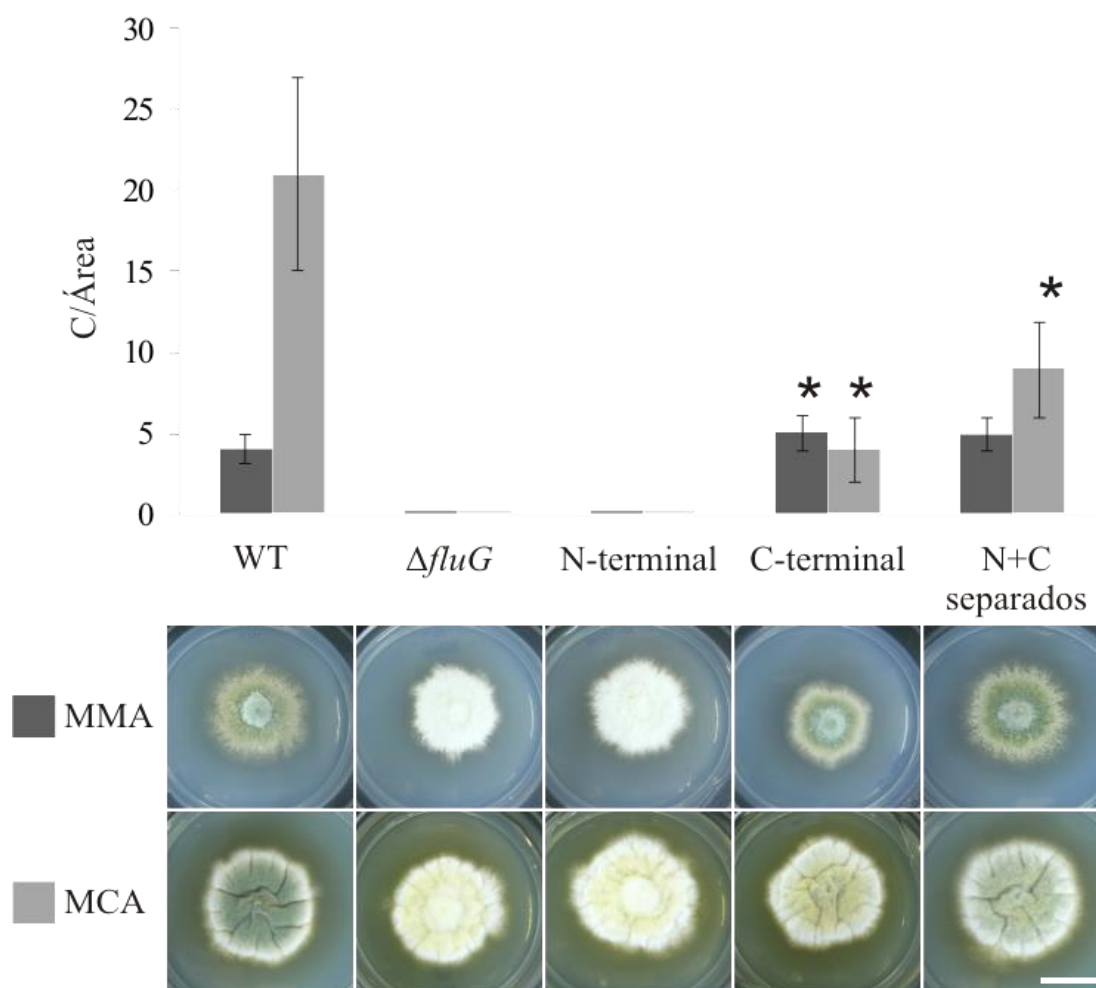 30
25
20
15
10
5
0
C/Área
* * *
WT ΔfluG N-terminal C-terminal N+C
separados
MMA
MCA